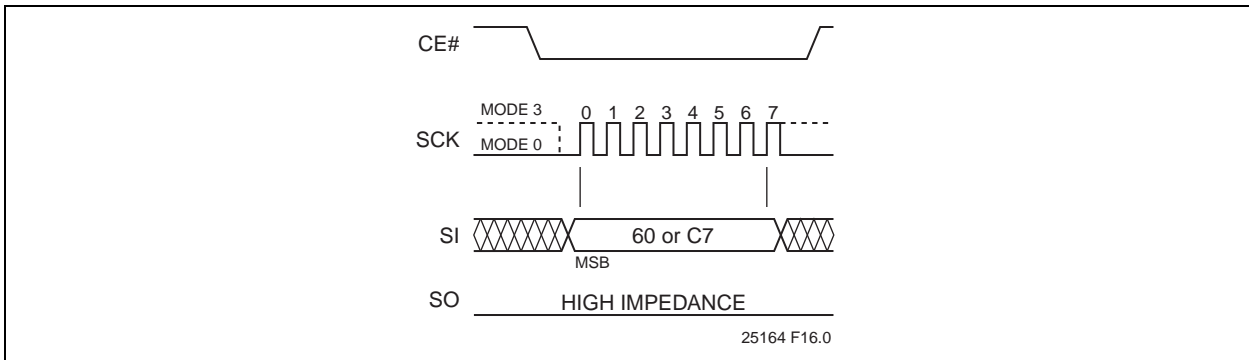 CE#
MODE 3
0 1 2 3 4 5 6 7
SCK
MODE 0
SI
60 or C7
MSB
SO
HIGH IMPEDANCE
25164 F16.0